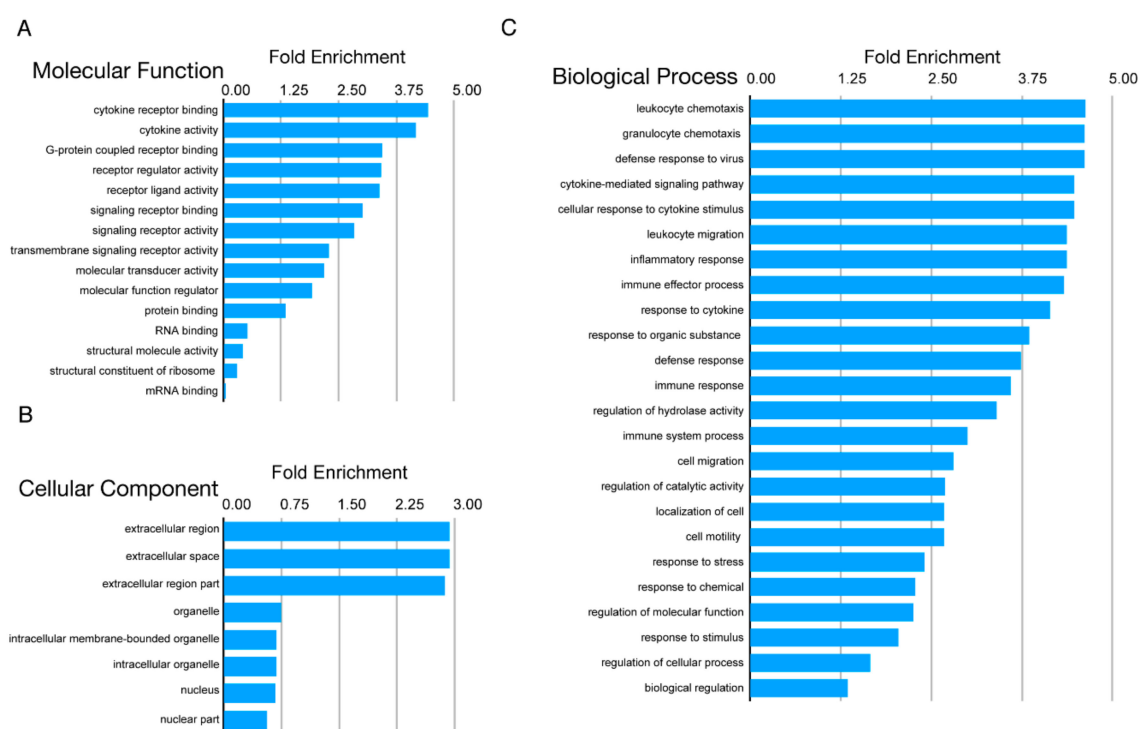 A
Fold Enrichment
Molecular Function
0.00 1.25 2.50 3.75 5.00
cytokine receptor binding
cytokine activity
G-protein coupled receptor binding
receptor regulator activity
receptor ligand activity
signaling receptor binding
signaling receptor activity
transmembrane signaling receptor activity
molecular transducer activity
molecular function regulator
protein binding
RNA binding
structural molecule activity
structural constituent of ribosome
mRNA binding
B
Fold Enrichment
Cellular Component
0.00 0.75 1.50 2.25 3.00
extracellular region
extracellular space
extracellular region part
organelle
intracellular membrane-bounded organelle
intracellular organelle
nucleus
nuclear part
C
Fold Enrichment
Biological Process
0.00 1.25 2.50 3.75 5.00
leukocyte chemotaxis
granulocyte chemotaxis
defense response to virus
cytokine-mediated signaling pathway
cellular response to cytokine stimulus
leukocyte migration
inflammatory response
immune effector process
response to cytokine
response to organic substance
defense response
immune response
regulation of hydrolase activity
immune system process
cell migration
regulation of catalytic activity
localization of cell
cell motility
response to stress
response to chemical
regulation of molecular function
response to stimulus
regulation of cellular process
biological regulation